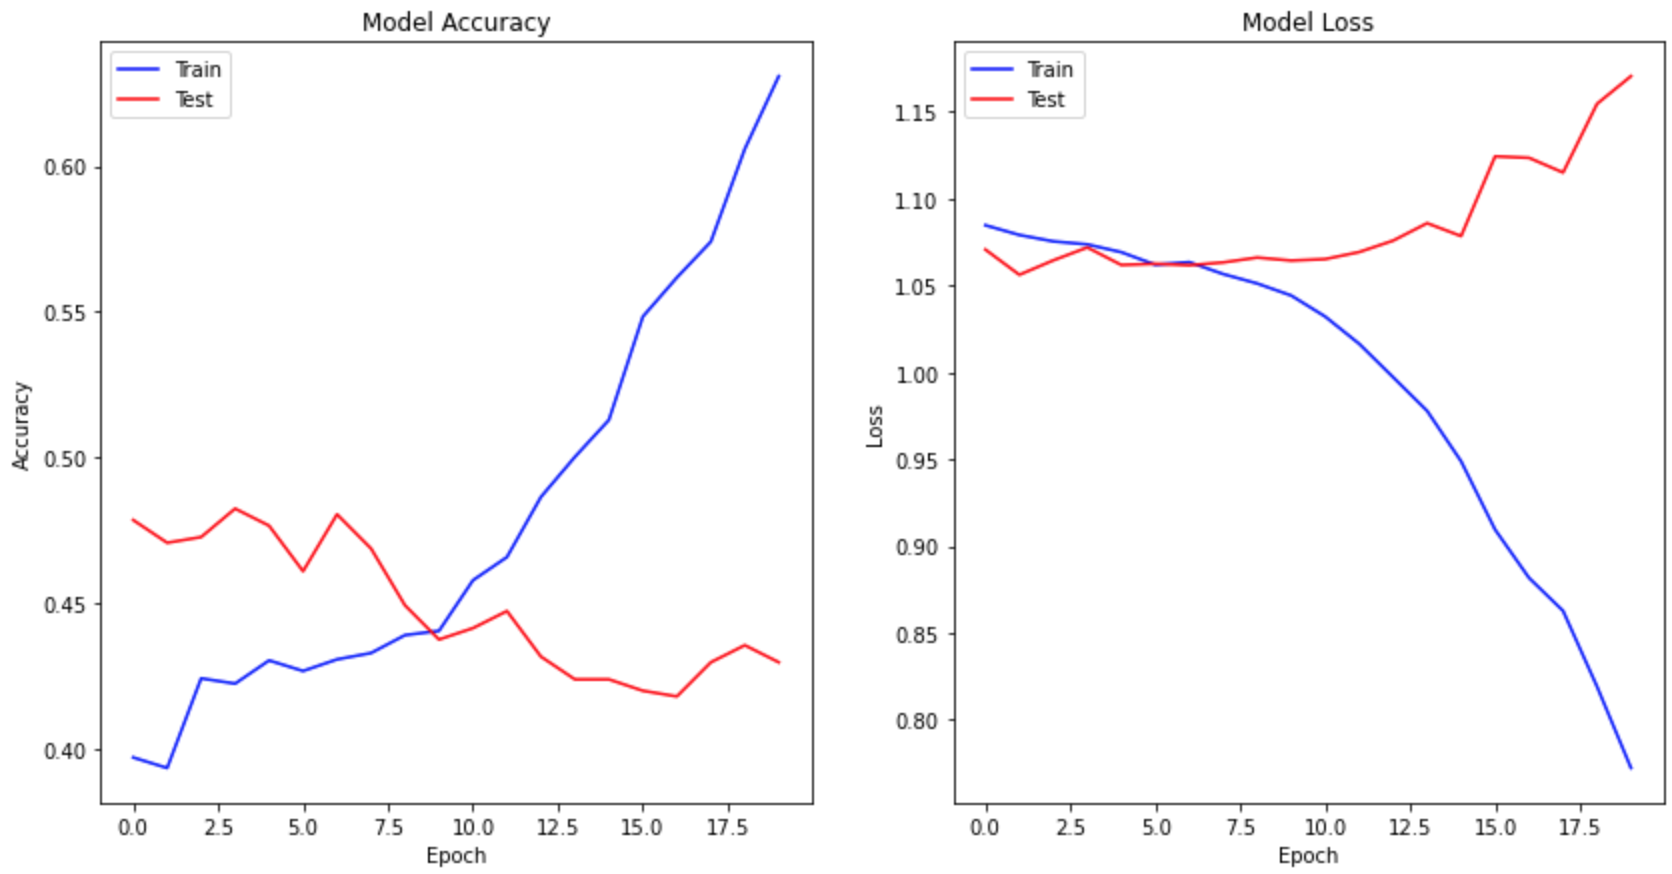 Model Accuracy
Train
Test
0.60
0.55
0.50
0.45
0.40
Accuracy
0.0 2.5 5.0 7.5 10.0 12.5 15.0 17.5
Epoch
Model Loss
Train
Test
1.15
1.10
1.05
1.00
0.95
0.90
0.85
0.80
Loss
0.0 2.5 5.0 7.5 10.0 12.5 15.0 17.5
Epoch